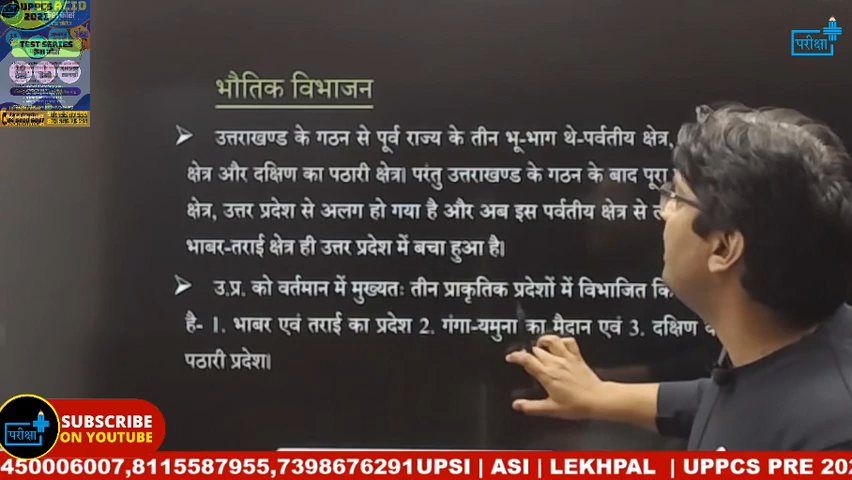 UPPCS
2021
ACID
TEST SERIES
परीक्षा
भौतिक विभाजन
उत्तराखण्ड के गठन से पूर्व राज्य के तीन भू-भाग थे-पर्वतीय क्षेत्र,
क्षेत्र और दक्षिण का पठारी क्षेत्र। परंतु उत्तराखण्ड के गठन के बाद पूरा
क्षेत्र, उत्तर प्रदेश से अलग हो गया है और अब इस पर्वतीय क्षेत्र से
भाबर-तराई क्षेत्र ही उत्तर प्रदेश में बचा हुआ है।
उ.प्र. को वर्तमान में मुख्यतः तीन प्राकृतिक प्रदेशों में विभाजित
है- 1. भाबर एवं तराई का प्रदेश 2. गंगा-यमुना का मैदान एवं 3. दक्षिण
पठारी प्रदेश।
परीक्षा
SUBSCRIBE
ON YOUTUBE
450006007,8115587955,7398676291UPSI | ASI | LEKHPAL | UPPCS PRE 202